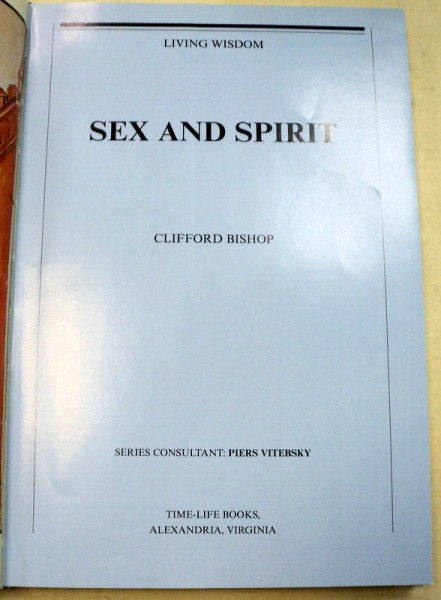 LIVING WISDOM
SEX AND SPIRIT
CLIFFORD BISHOP
SERIES CONSULTANT: PIERS VITEBSKY
TIME-LIFE BOOKS,
ALEXANDRIA, VIRGINIA